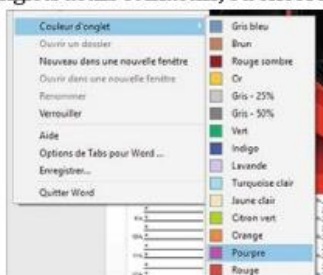 Couleur d'onglet
Ouvrir un dossier
Nouveau dans une nouvelle fenêtre
Ouvrir dans une nouvelle fenêtre
Renommer
Verrouiller
Aide
Options de Tabs pour Word ...
Enregistrer...
Quitter Word
Gris bleu
Brun
Rouge sombre
Or
Gris - 25%
Gris - 50%
Vert
Indigo
Lavande
Turquoise clair
Jaune clair
Citron vert
Orange
Pourpre
Rouge